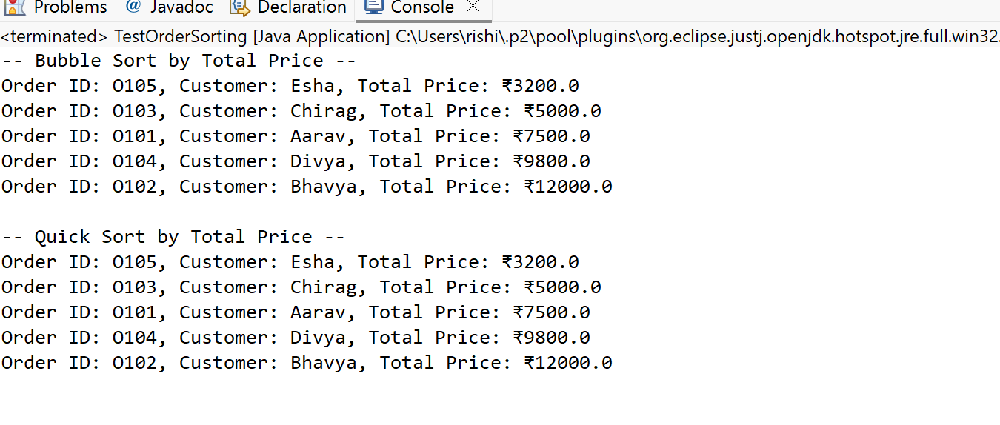 Problems @ Javadoc Declaration Console
<terminated> TestOrderSorting [Java Application] C:\Users\rishi\.p2\pool\plugins\org.eclipse.justj.openjdk.hotspot.jre.full.win32.
-- Bubble Sort by Total Price --
Order ID: O105, Customer: Esha, Total Price: ₹3200.0
Order ID: O103, Customer: Chirag, Total Price: ₹5000.0
Order ID: O101, Customer: Aarav, Total Price: ₹7500.0
Order ID: O104, Customer: Divya, Total Price: ₹9800.0
Order ID: O102, Customer: Bhavya, Total Price: ₹12000.0
-- Quick Sort by Total Price --
Order ID: O105, Customer: Esha, Total Price: ₹3200.0
Order ID: O103, Customer: Chirag, Total Price: ₹5000.0
Order ID: O101, Customer: Aarav, Total Price: ₹7500.0
Order ID: O104, Customer: Divya, Total Price: ₹9800.0
Order ID: O102, Customer: Bhavya, Total Price: ₹12000.0